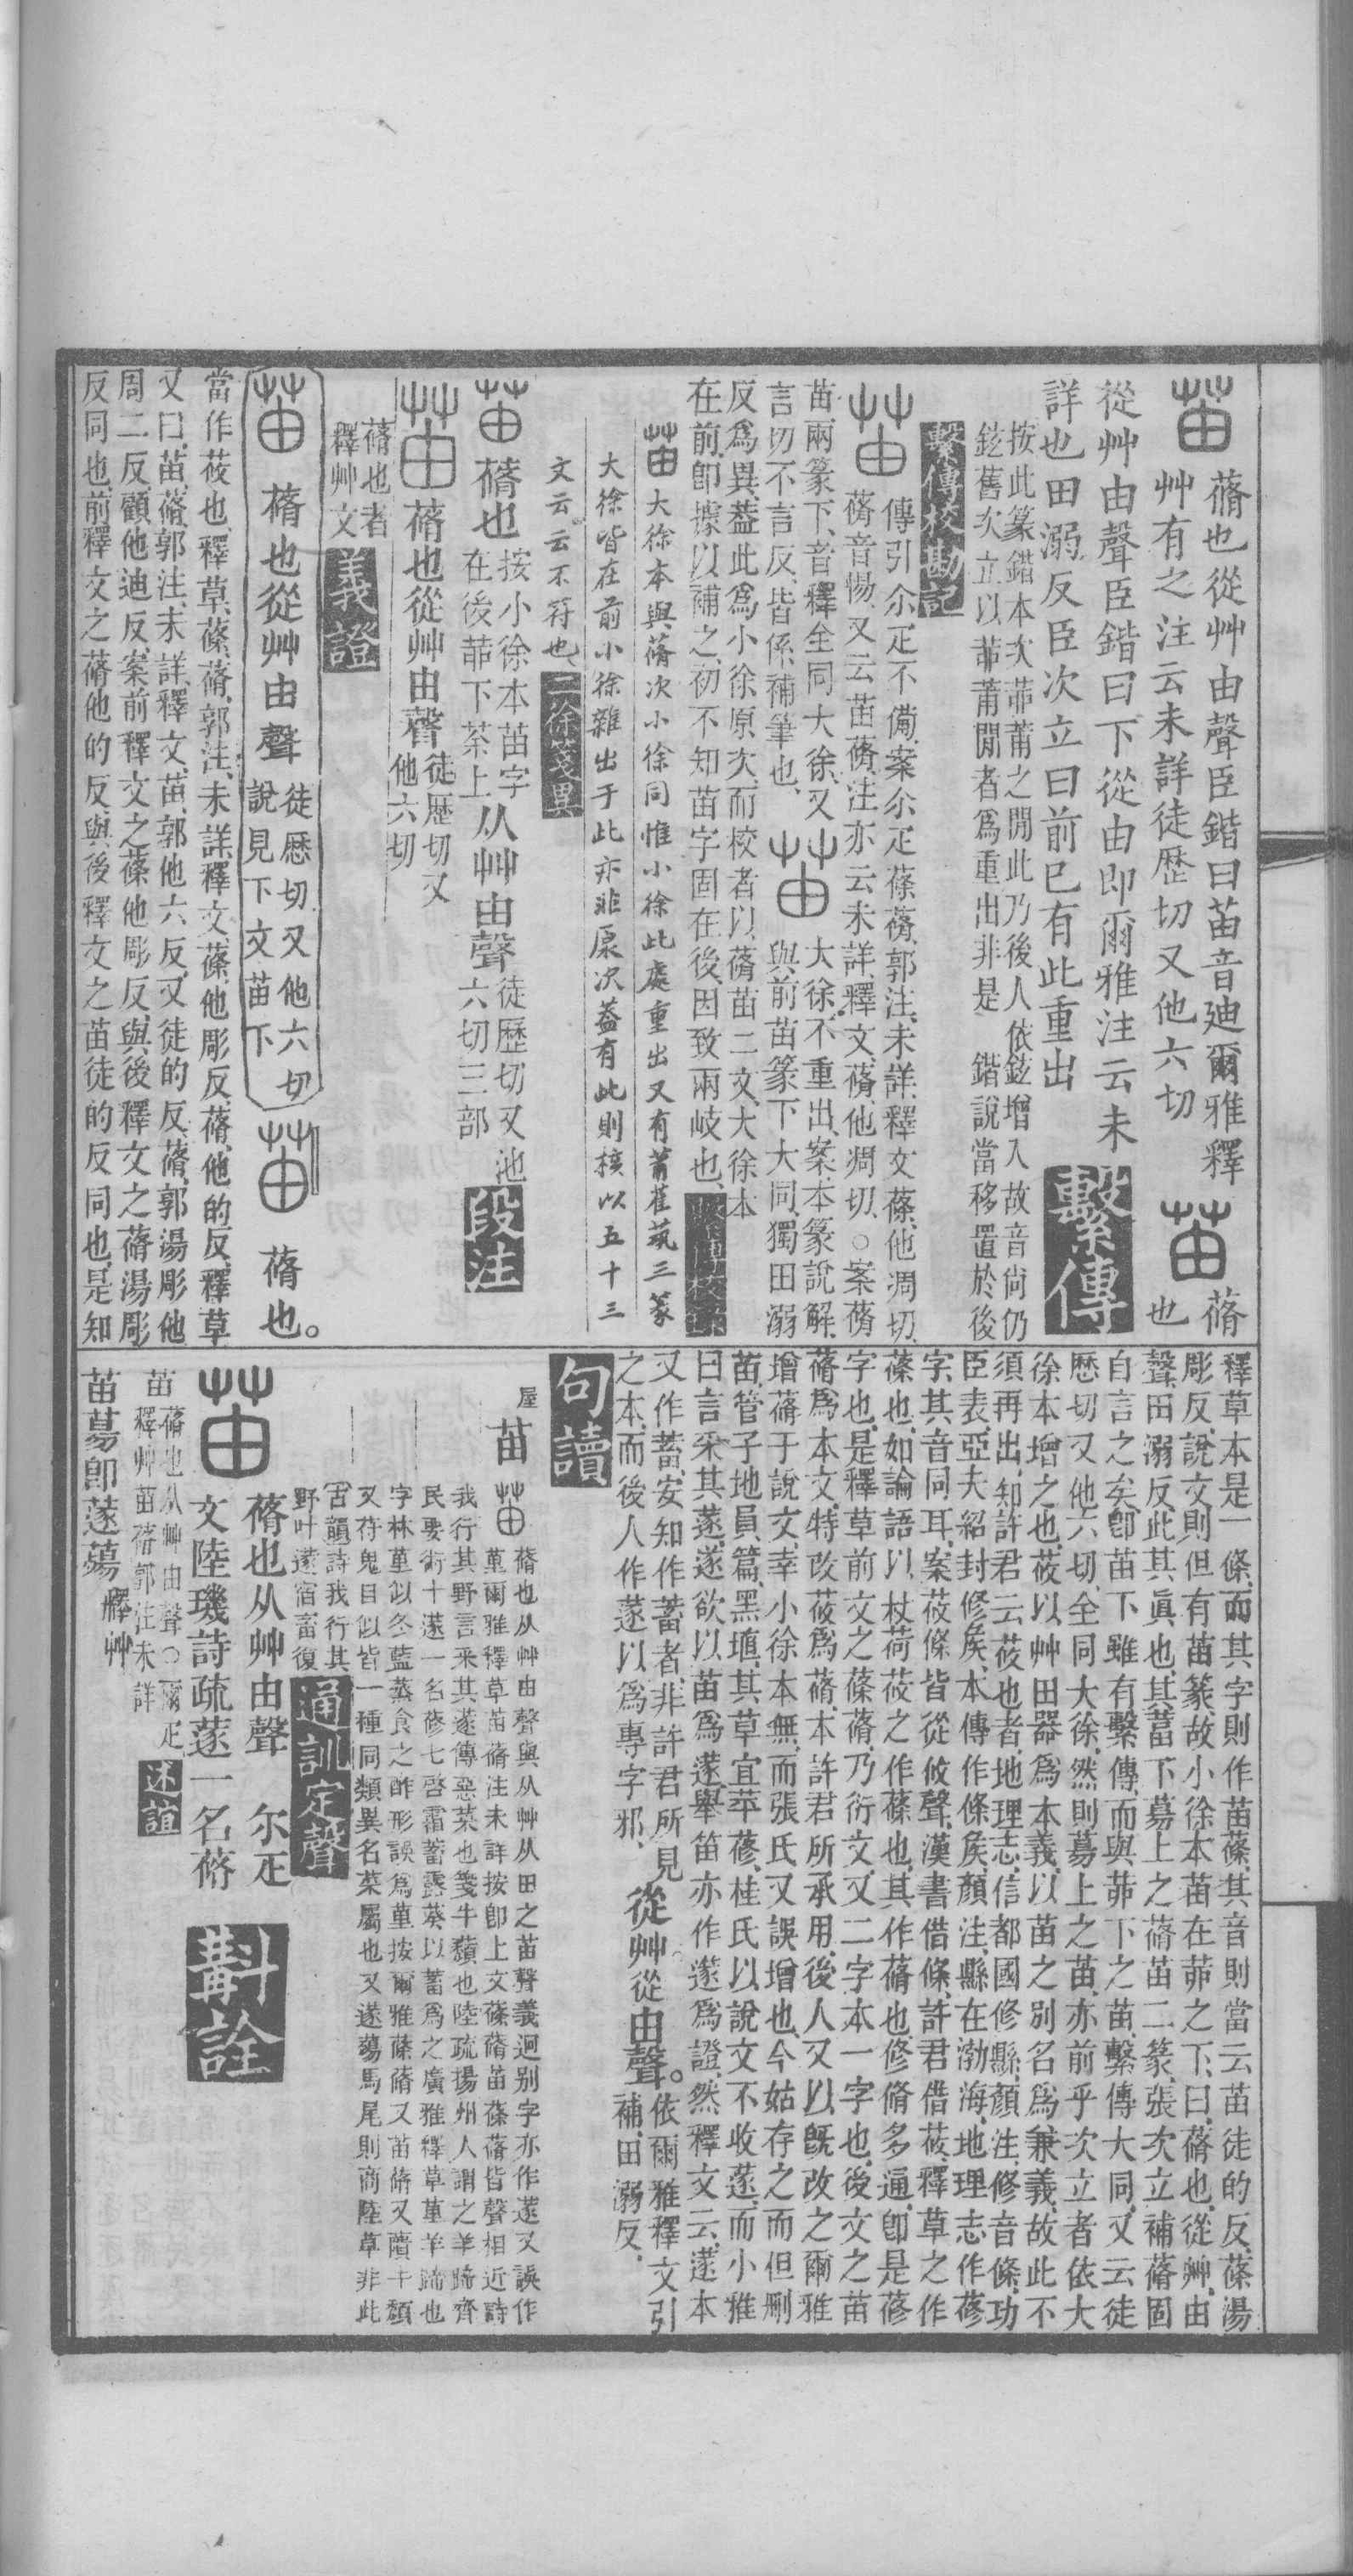 苗
蓨也從艸由聲臣鍇曰苗音廸爾雅釋
艸有之注云未詳徒歷切又他六切
苗
蓨也
從艸由聲臣鍇曰下從由即爾雅注云未
詳也田溺反臣次立曰前已有此重出
繫傳
按此篆鍇本次茀莆之閒此乃後人依鉉增入故音尙仍
鉉舊次立以茀莆閒者爲重出非是 鍇說當移置於後
繫傳校勘記
苗
傳引尒疋不備案尒疋蓧蓨郭注未詳釋文蓧他凋切
蓨音惕又云苗蓨注亦云未詳釋文蓨他凋切○案蓨
苗兩篆下音釋全同大徐又
苗
大徐不重出案本篆說解
言切不言反皆係補筆也
與前苗篆下大同獨田溺
反爲異葢此爲小徐原次而校者以蓨苗二文大徐本
在前卽據以補之初不知苗字固在後因致兩岐也
苗大徐本與蓨次小徐同惟小徐此處重出又有莆萑茿三篆
大徐皆在前小徐雜出于此亦非原次葢有此則核以五十三
文云云不符也
二徐箋異
苗
蓨也
按小徐本苗字
在後茀下荼上
从艸由聲
徒歷切又池
六切三部
段注
苗
蓨也從艸由聲
徒歷切又
他六切
蓨也者
釋艸文
義證
苗
蓨也從艸由聲
徒歷切又他六切
說見下文苗下
苗
蓨也
當作莜也釋草蓧蓨郭注未詳釋文蓧他彫反蓨他的反釋草
又曰苗蓨郭注未詳釋文苗郭他六反又徒的反蓨郭湯彫他
周二反顧他迪反案前釋文之蓧他彫反與後釋文之蓨湯彫
反同也前釋文之蓨他的反與後釋文之苗徒的反同也是知
釋草本是一條而其字則作苗蓧其音則當云苗徒的反蓧湯
彫反說文則但有苗篆故小徐本苗在茀之下曰蓨也從艸由
聲田溺反此其眞也其蓄下募上之蓨苗二篆張次立補蓨固
自言之矣卽苗下雖有繫傳而與茀下之苗繫傳大同又云徒
歷切又他六切全同大徐然則蕩上之苗亦前乎次立者依大
徐本增之也莜以艸田器爲本義以苗之別名爲兼義故此不
須再出知許君云莜也者地理志信都國修縣顏注修音條功
臣表亞夫紹封修矦本傳作條矦顏注縣在渤海地理志作蓚
字其音同耳案莜條皆從攸聲漢書借條許君借莜釋草之作
蓧也如論語以杖荷莜之作蓧也其作蓨也修脩多通卽是蓚
字也是釋草前文之蓧蓨乃衍文又二字本一字也後文之苗
蓨爲本文特改莜爲蓨本許君所承用後人又以旣改之爾雅
增蓨于說文幸小徐本無而張氏又誤增也今姑存之而但刪
苗管子地員篇黑埴其草宜苹蓨桂氏以說文不收蓫而小雅
曰言采其蓫遂欲以苗爲蓫舉笛亦作篴爲證然釋文云蓫本
又作蓄安知作蓄者非許君所見
之本而後人作蓫以爲專字邪
從艸從由聲
依爾雅釋文引
補田溺反
句讀
屋
苗
苗
蓨也从艸由聲與从艸从田之苗聲義迥別字亦作蓫又誤作
菫爾雅釋草苗蓨注未詳按卽上文蓧蓨苗蓧蓨皆聲相近詩
我行其野言采其蓫傳惡菜也箋牛蘈也陸疏揚州人謂之羊蹄齊
民要術十蓫一名蓚七啓霜蓄露葵以蓄爲之廣雅釋草菫羊蹄也
字林菫似冬藍蒸食之酢形誤爲菫按爾雅蓧蓨又苗蓨又藬牛蘈
又苻鬼目似皆一種同類異名菜屬也又蓫薚馬尾則商陸草非此
古韻詩我行其
野叶蓫宿畜復
通訓定聲
苗
蓨也从艸由聲 尒疋
文陸璣詩疏蓫一名蓨
斠詮
苗
蓨也从艸由聲○爾疋
釋艸苗蓨郭注未詳
述誼
苗蕩卽蓫薚
釋艸